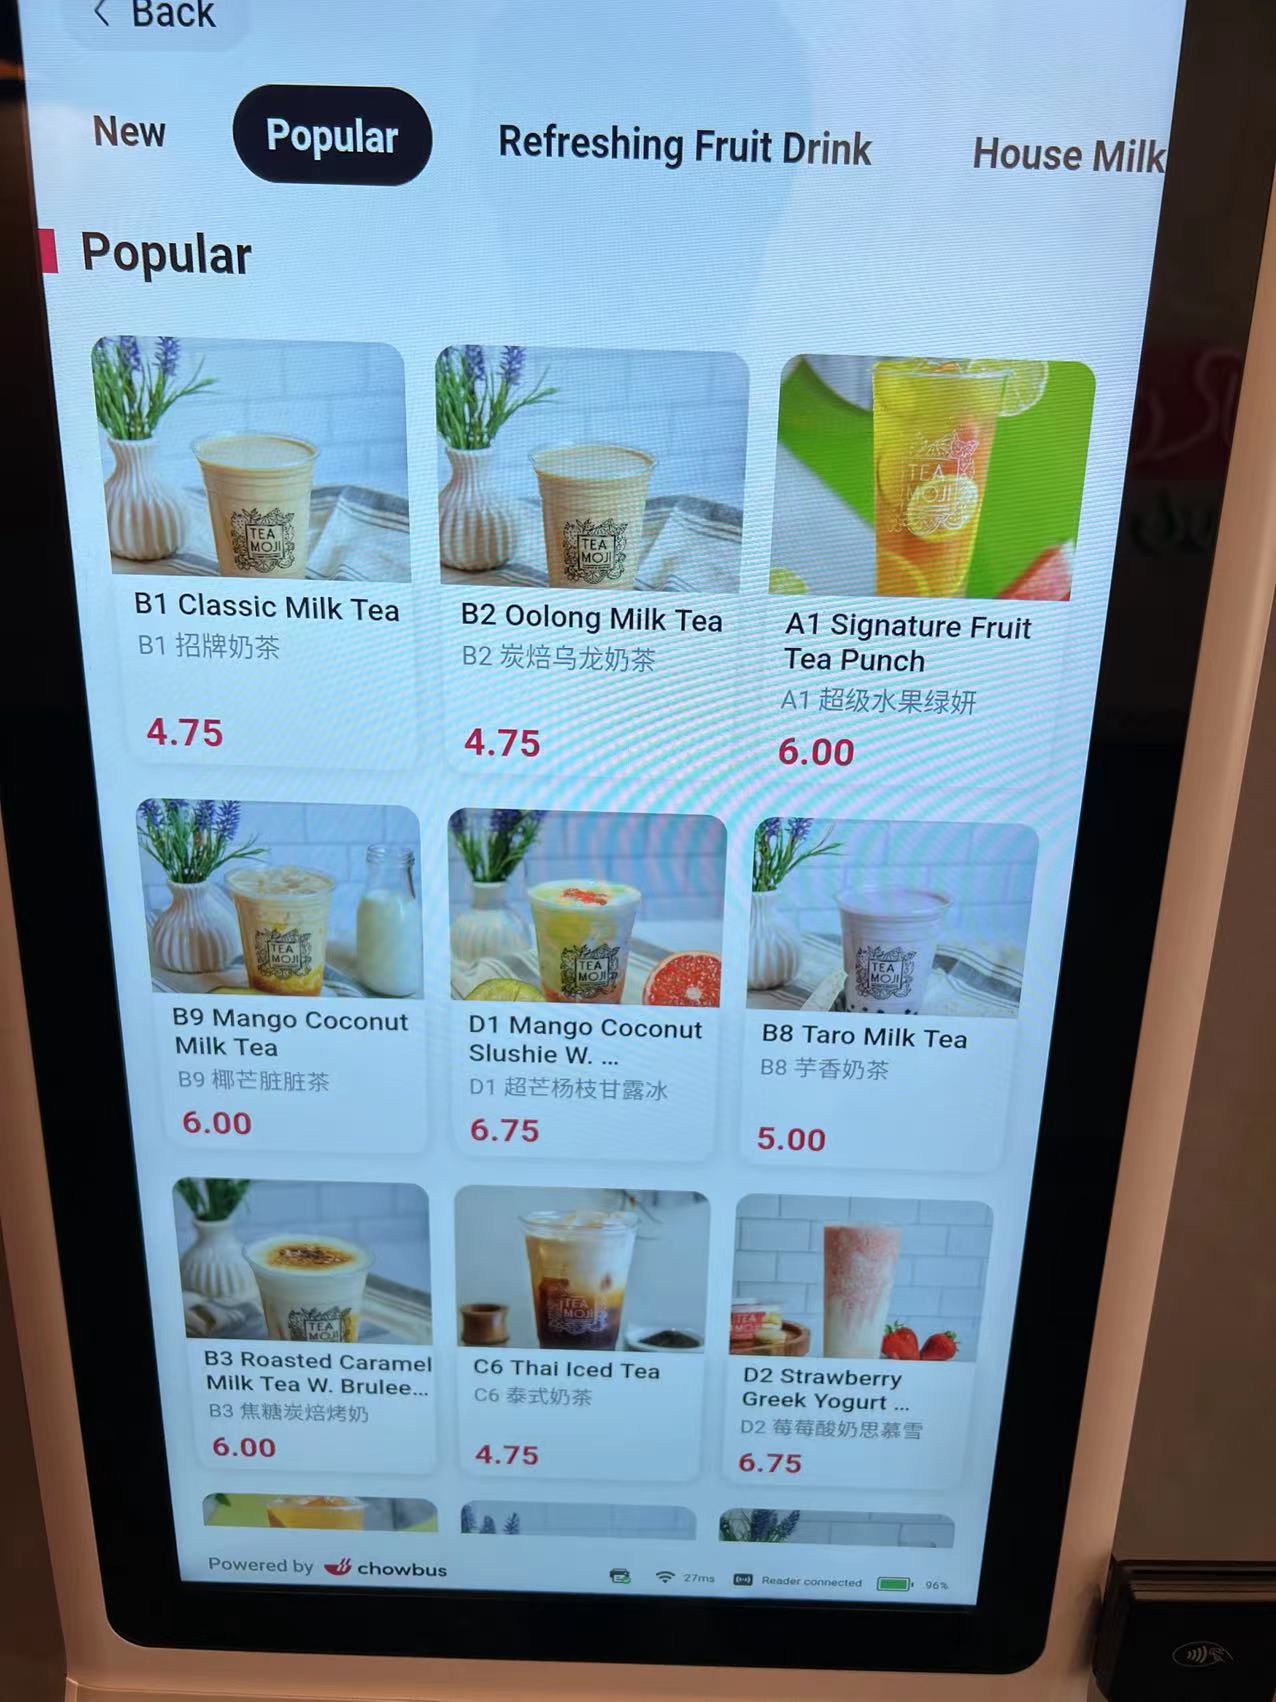 Back
New
Popular
Refreshing Fruit Drink
House Milk
Popular
TEA
MOJI
TEA
MOJI
TEA
MOJI
B1 Classic Milk Tea
B1 招牌奶茶
4.75
B2 Oolong Milk Tea
B2 炭焙乌龙奶茶
4.75
A1 Signature Fruit
Tea Punch
A1 超级水果绿妍
6.00
TEA
MOJI
TEA
MOJI
TEA
MOJI
B9 Mango Coconut
Milk Tea
B9 椰芒脏脏茶
6.00
D1 Mango Coconut
Slushie W. ...
D1 超芒杨枝甘露冰
6.75
B8 Taro Milk Tea
B8 芋香奶茶
5.00
TEA
MOJI
TEA
MOJI
TEA
B3 Roasted Caramel
Milk Tea W. Brulee...
B3 焦糖炭焙烤奶
6.00
C6 Thai Iced Tea
C6 泰式奶茶
4.75
D2 Strawberry
Greek Yogurt ...
D2 莓莓酸奶思慕雪
6.75
Powered by chowbus
27ms
Reader connected
96%